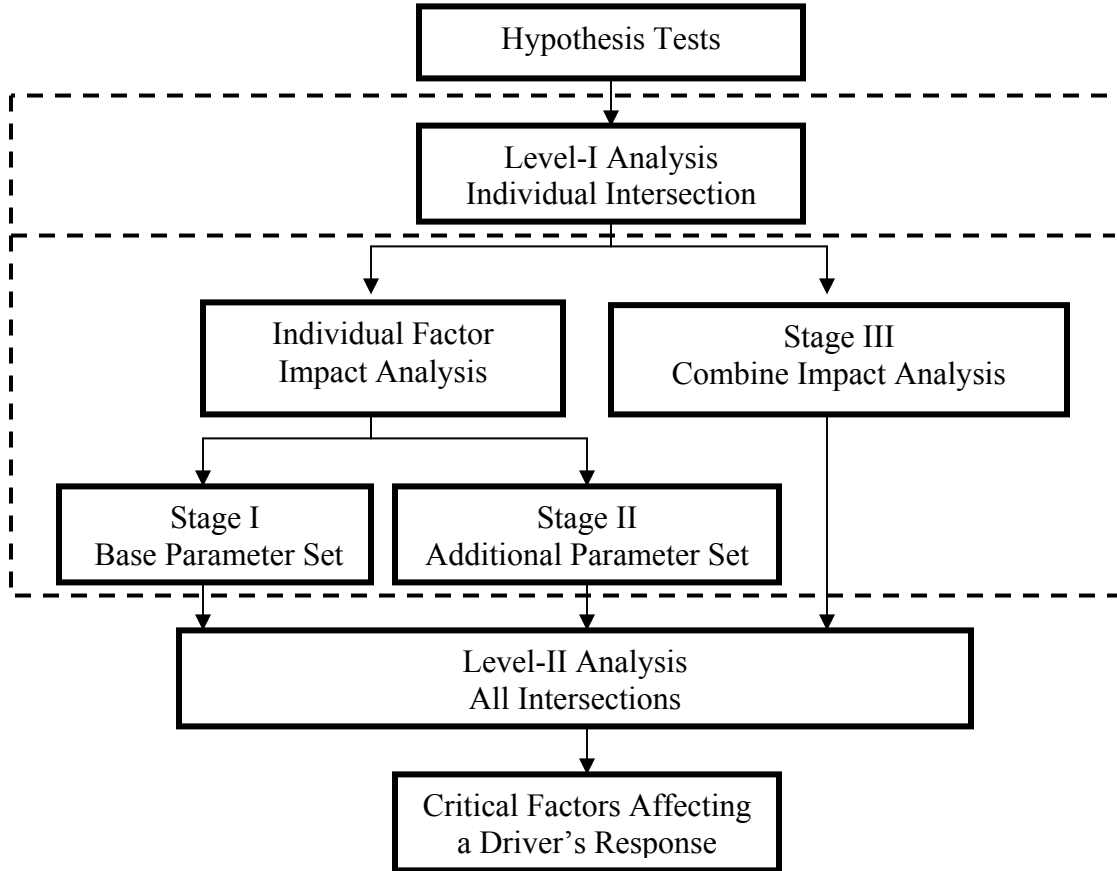 Hypothesis Tests
Level-I Analysis
Individual Intersection
Individual Factor
Impact Analysis
Stage III
Combine Impact Analysis
Stage I
Base Parameter Set
Stage II
Additional Parameter Set
Level-II Analysis
All Intersections
Critical Factors Affecting
a Driver's Response